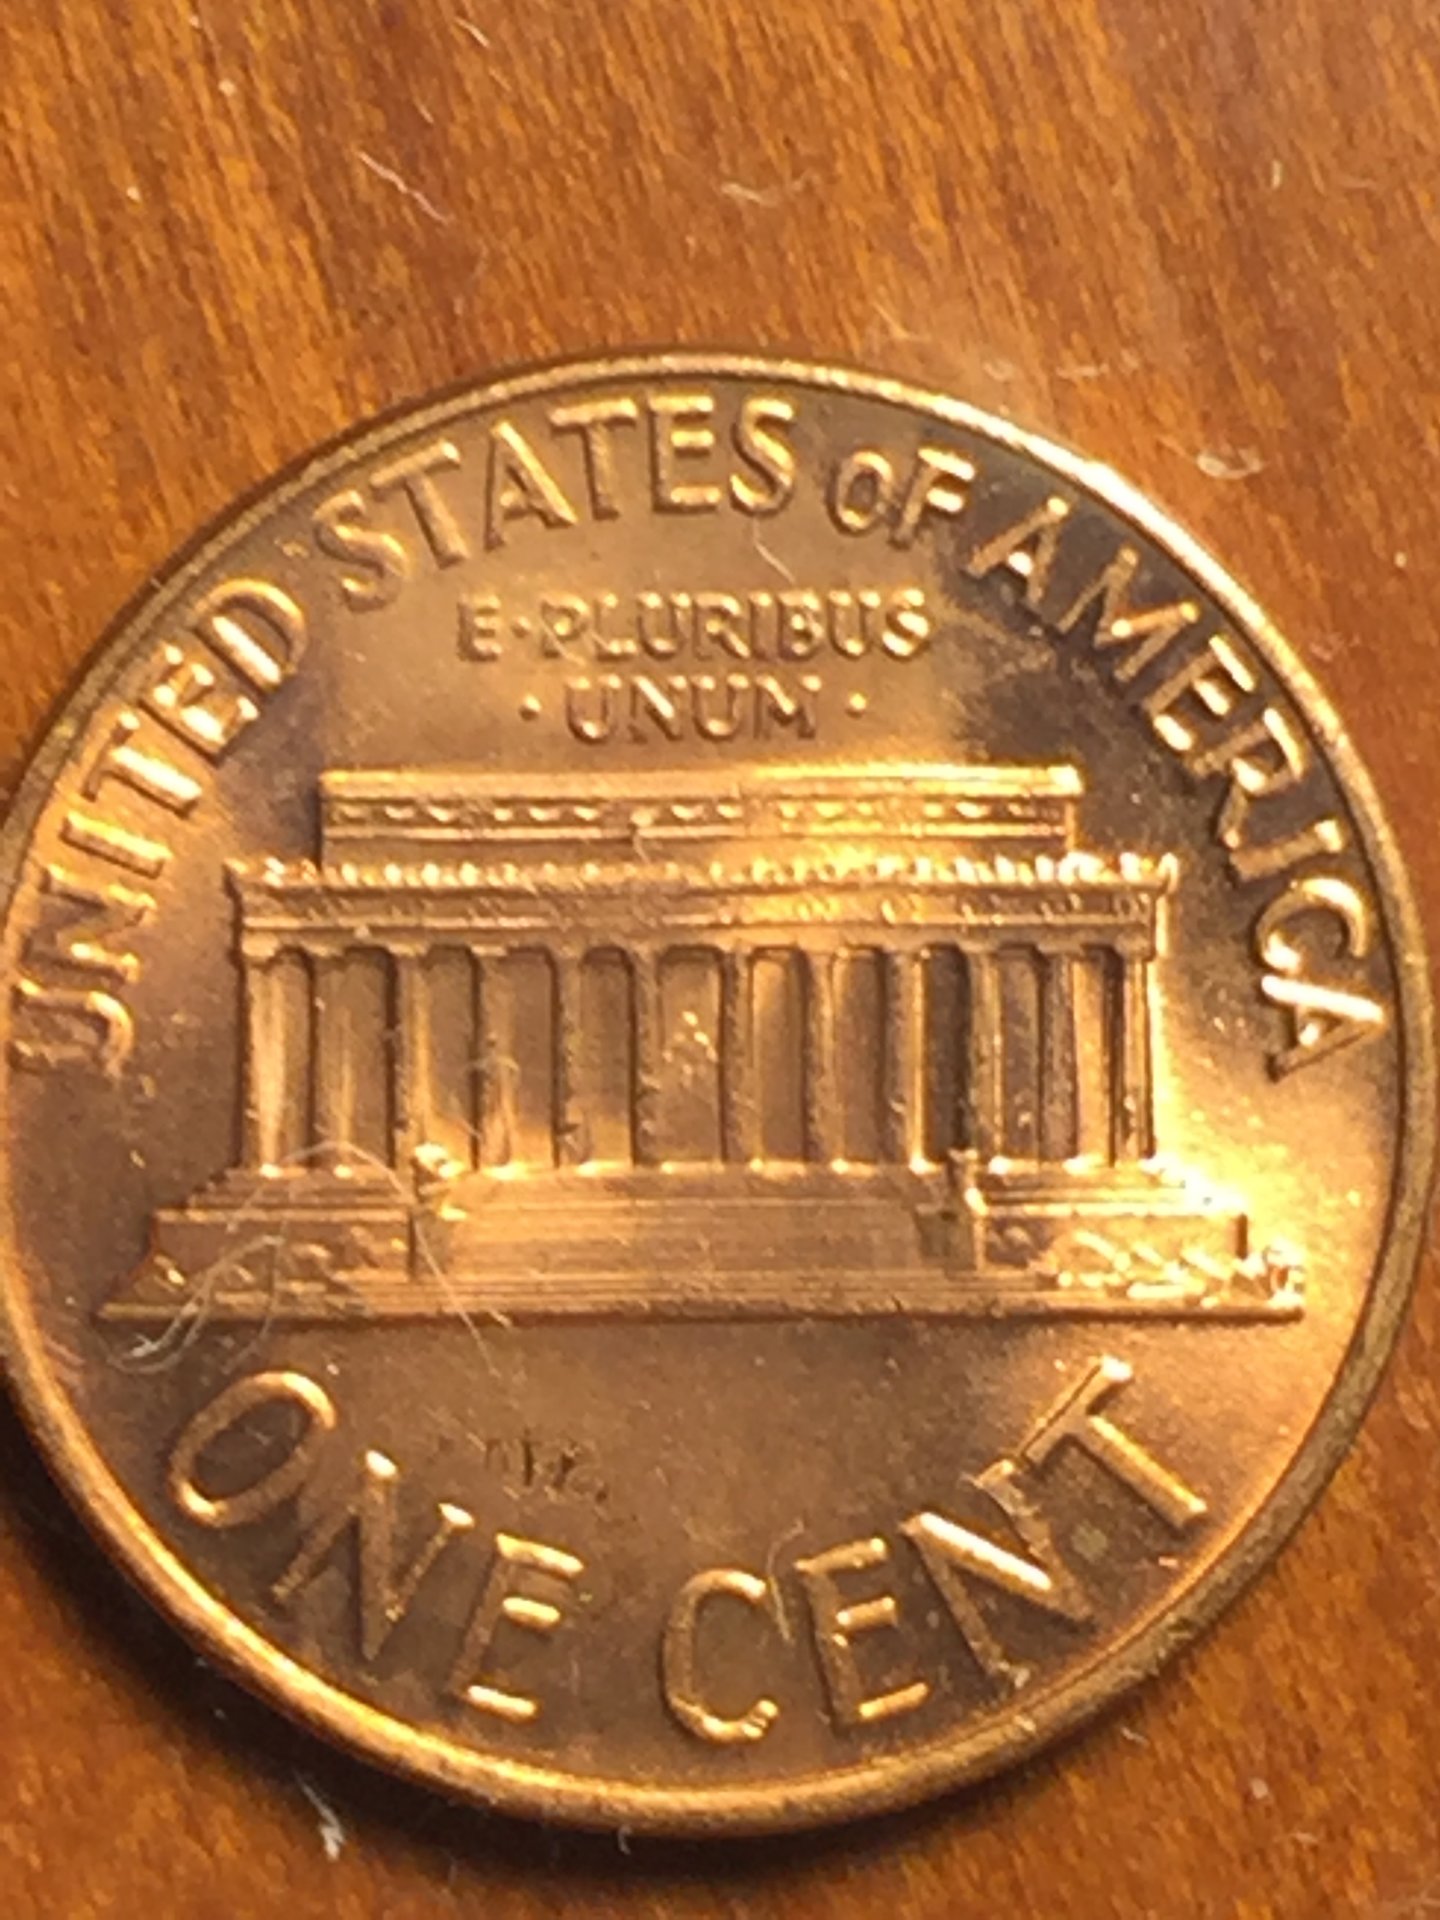 UNITED STATES OF AMERICA
E·PLURIBUS
·UNUM·
ONE CENT